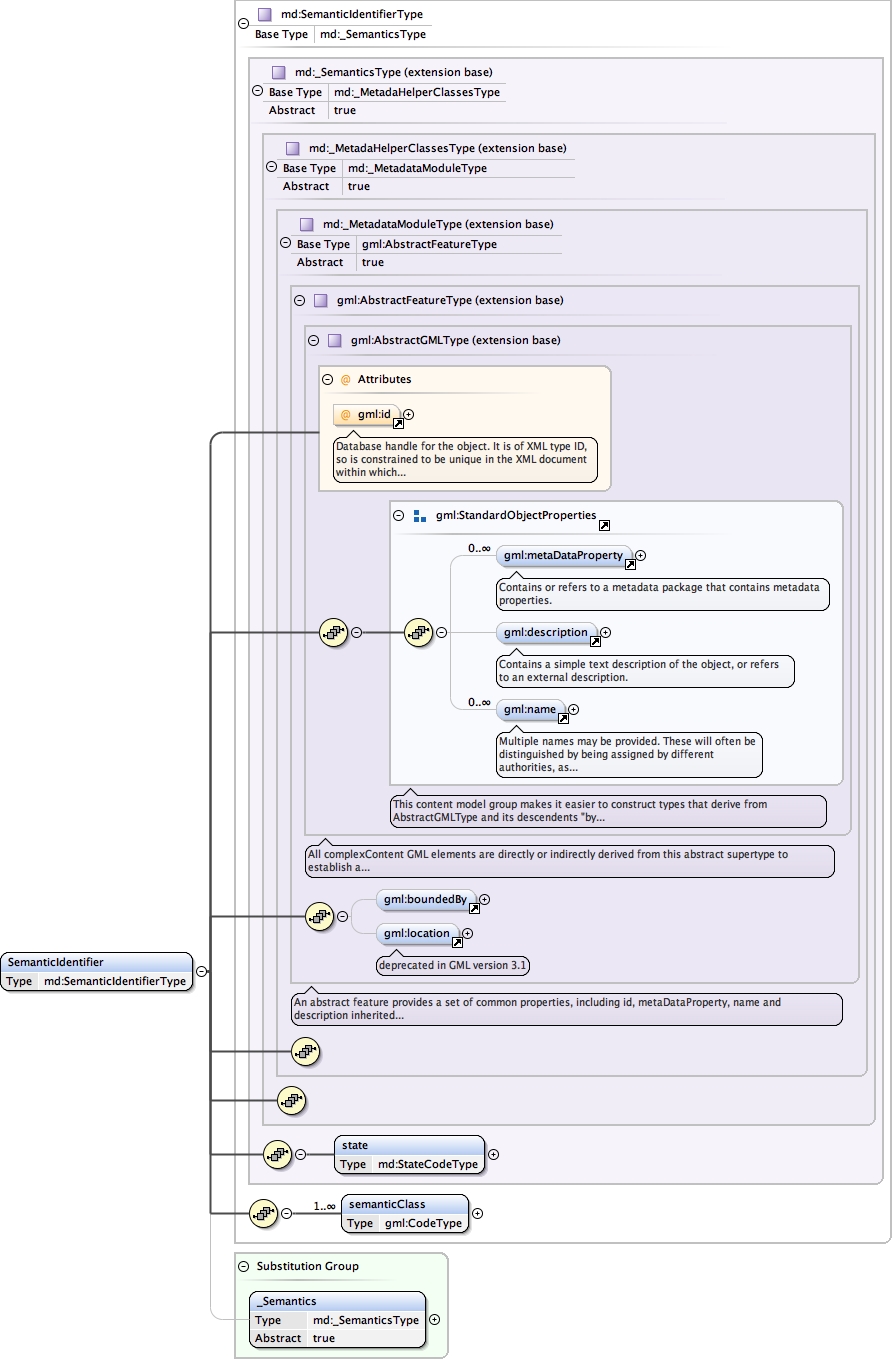 md:SemanticIdentifierType
Base Type md:_SemanticsType
md:_SemanticsType (extension base)
Base Type md:_MetadaHelperClassesType
Abstract true
md:_MetadaHelperClassesType (extension base)
Base Type md:_MetadataModuleType
Abstract true
md:_MetadataModuleType (extension base)
Base Type gml:AbstractFeatureType
Abstract true
gml:AbstractFeatureType (extension base)
gml:AbstractGMLType (extension base)
@ Attributes
@ gml:id
Database handle for the object. It is of XML type ID,
so is constrained to be unique in the XML document
within which...
gml:StandardObjectProperties
0..∞
gml:metaDataProperty
Contains or refers to a metadata package that contains metadata
properties.
gml:description
Contains a simple text description of the object, or refers
to an external description.
0..∞
gml:name
Multiple names may be provided. These will often be
distinguished by being assigned by different
authorities, as...
This content model group makes it easier to construct types that derive from
AbstractGMLType and its descendents "by...
All complexContent GML elements are directly or indirectly derived from this abstract supertype to
establish a...
gml:boundedBy
gml:location
deprecated in GML version 3.1
SemanticIdentifier
Type md:SemanticIdentifierType
An abstract feature provides a set of common properties, including id, metaDataProperty, name and
description inherited...
state
Type md:StateCodeType
1..∞
semanticClass
Type gml:CodeType
Substitution Group
_Semantics
Type md:_SemanticsType
Abstract true